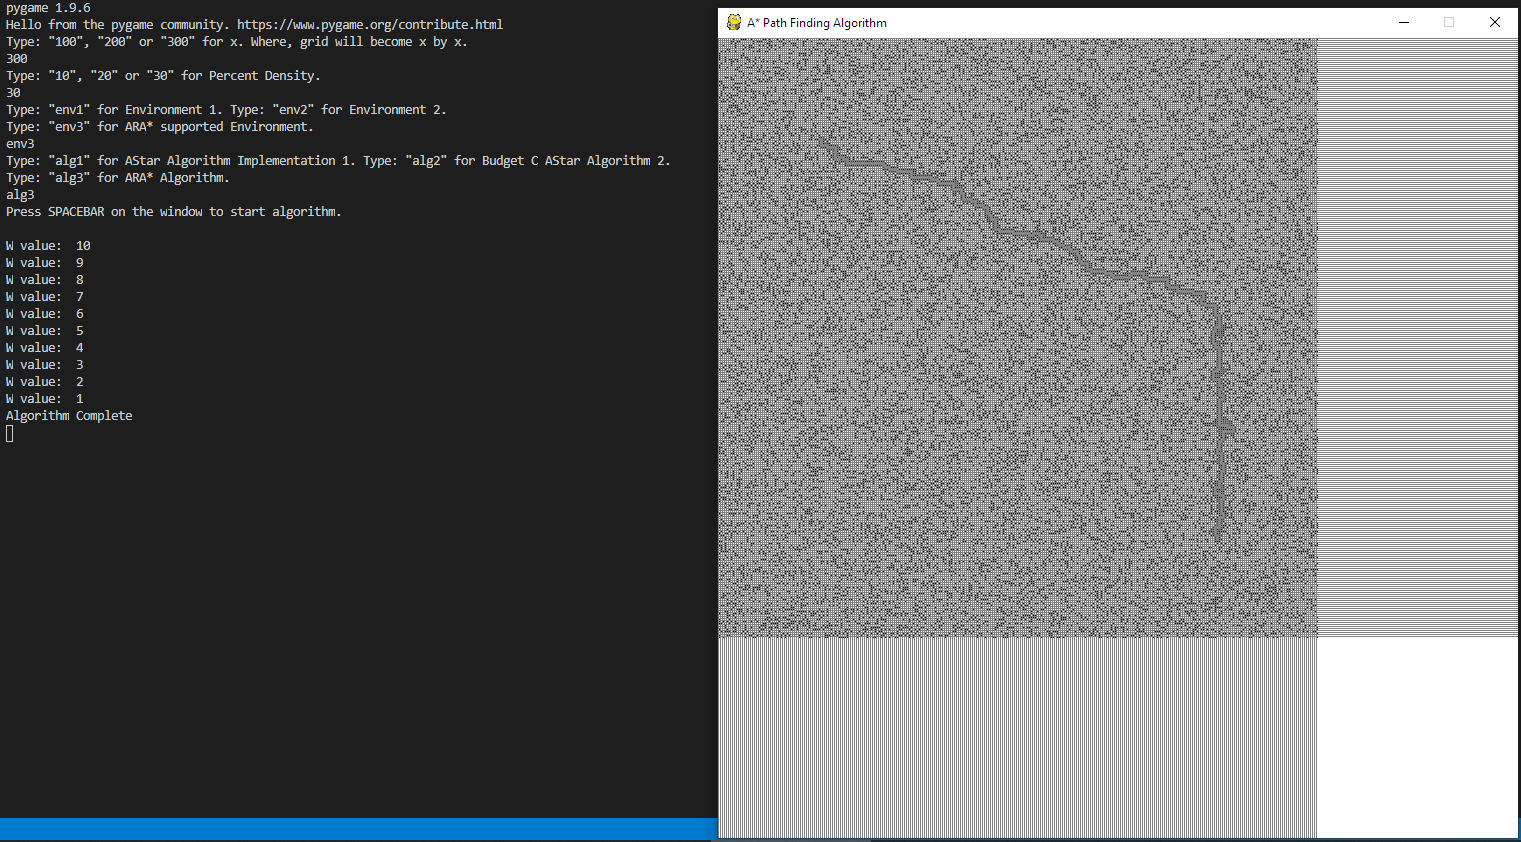 pygame 1.9.6
Hello from the pygame community. https://www.pygame.org/contribute.html
Type: "100", "200" or "300" for x. Where, grid will become x by x.
300
Type: "10", "20" or "30" for Percent Density.
30
Type: "env1" for Environment 1. Type: "env2" for Environment 2.
Type: "env3" for ARA* supported Environment.
env3
Type: "alg1" for AStar Algorithm Implementation 1. Type: "alg2" for Budget C AStar Algorithm 2.
Type: "alg3" for ARA* Algorithm.
alg3
Press SPACEBAR on the window to start algorithm.
W value:  10
W value:  9
W value:  8
W value:  7
W value:  6
W value:  5
W value:  4
W value:  3
W value:  2
W value:  1
Algorithm Complete
A* Path Finding Algorithm